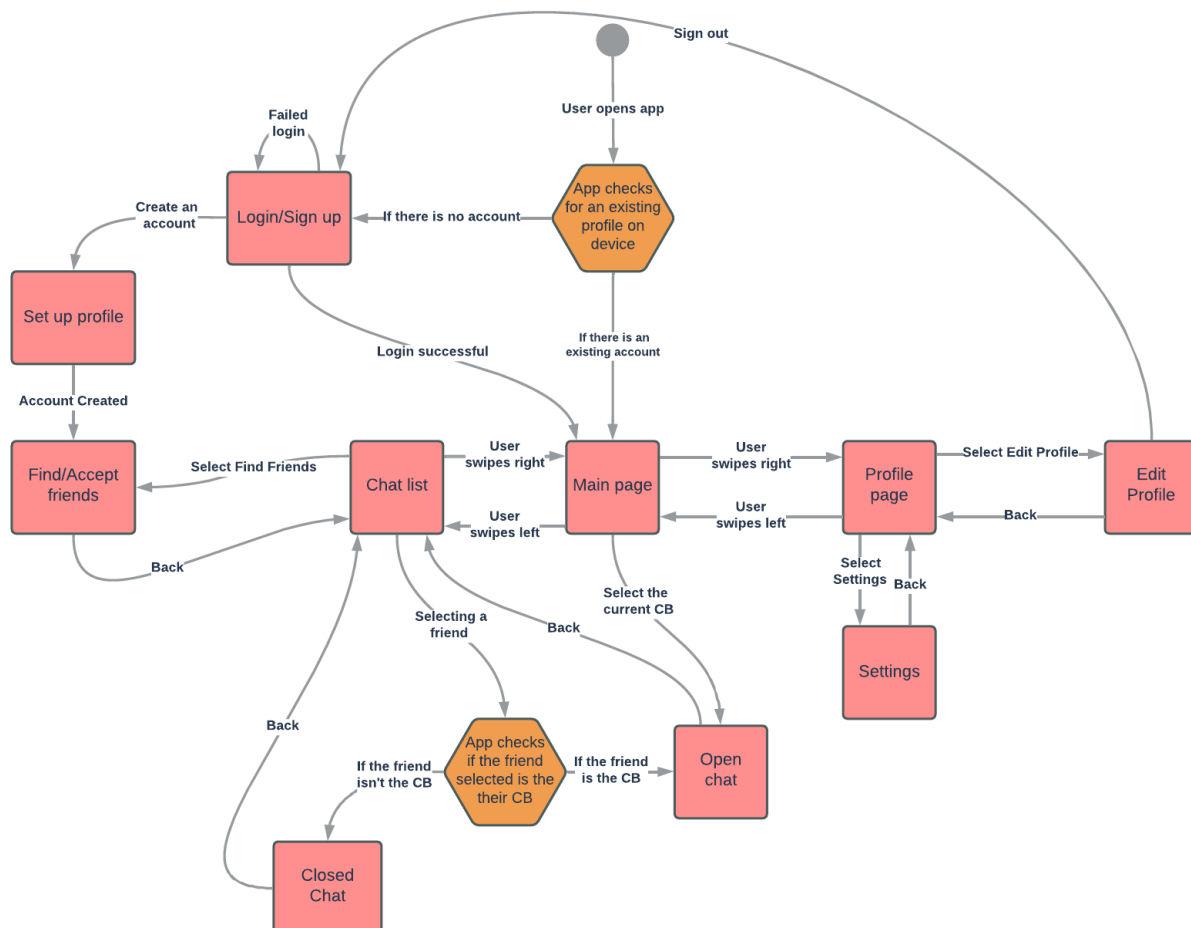 Sign out
User opens app
Failed
login
App checks
for an existing
profile on
device
Create an
account
Login/Sign up
If there is no account
Set up profile
Login successful
If there is an
existing account
Account Created
Find/Accept
friends
Select Find Friends
Chat list
User
swipes right
User
swipes left
Main page
User
swipes right
User
swipes left
Profile
page
Select Edit Profile
Back
Edit
Profile
Back
Selecting a
friend
Back
Select the
current CB
Select
Settings
Back
Settings
Back
App checks
if the friend
selected is the
their CB
If the friend
isn't the CB
If the friend
is the CB
Open
chat
Closed
Chat